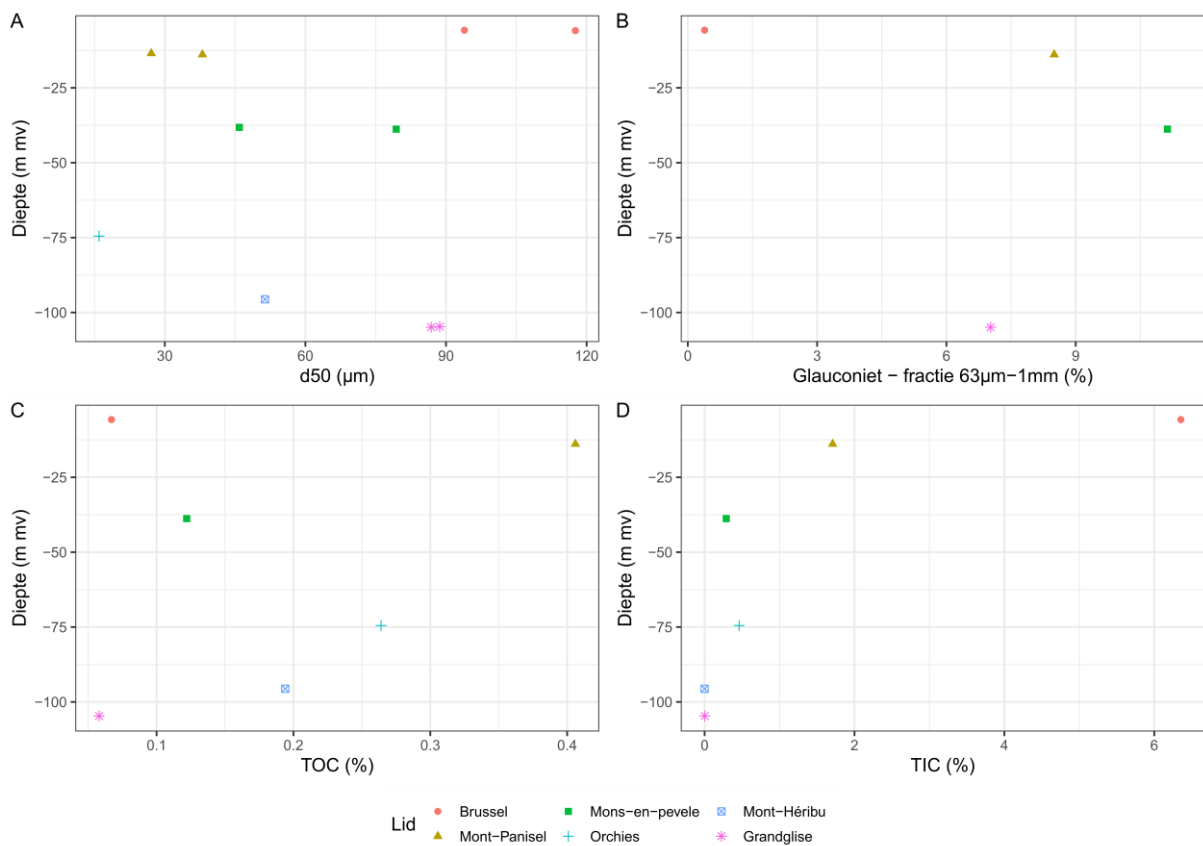 A
Diepte (m mv)
−25
−50
−75
−100
30 60 90 120
d50 (µm)
B
Diepte (m mv)
−25
−50
−75
−100
0 3 6 9
Glauconiet − fractie 63µm−1mm (%)
C
Diepte (m mv)
−25
−50
−75
−100
0.1 0.2 0.3 0.4
TOC (%)
D
Diepte (m mv)
−25
−50
−75
−100
0 2 4 6
TIC (%)
Lid
Brussel Mons−en−pevele Mont−Héribu
Mont−Panisel Orchies Grandglise